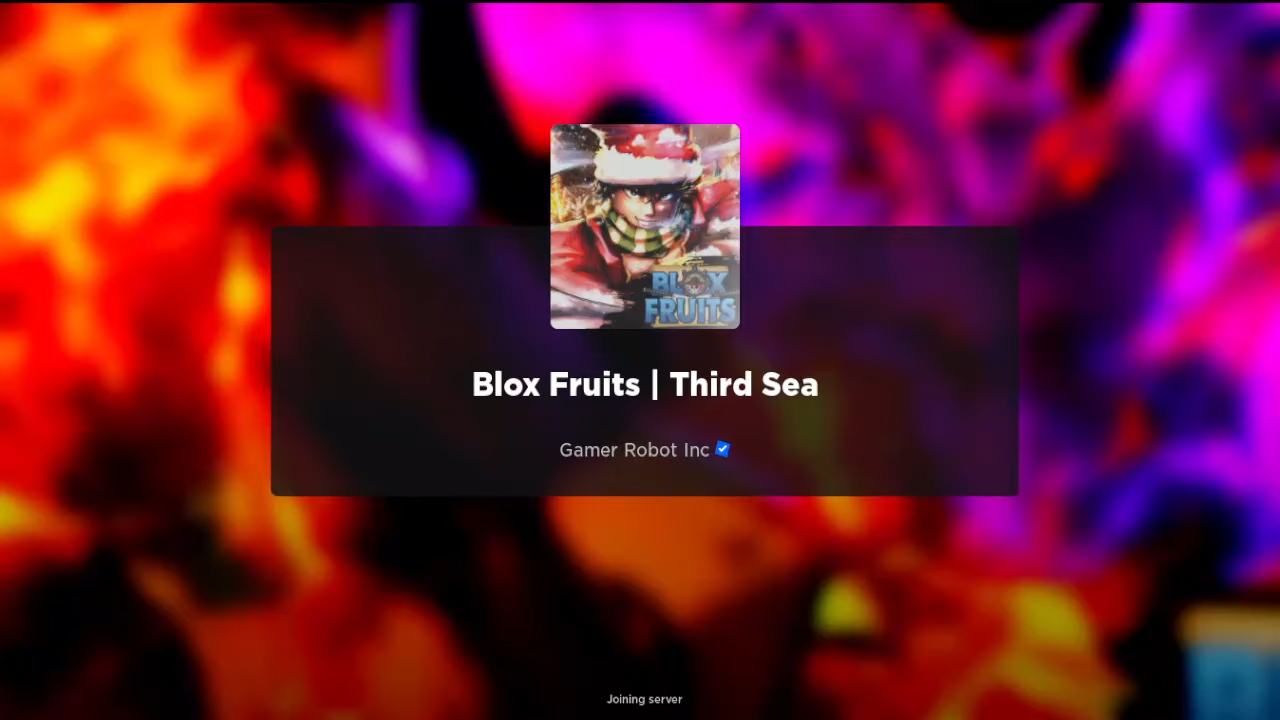 BLOX
FRUITS
Blox Fruits | Third Sea
Gamer Robot Inc
Joining server